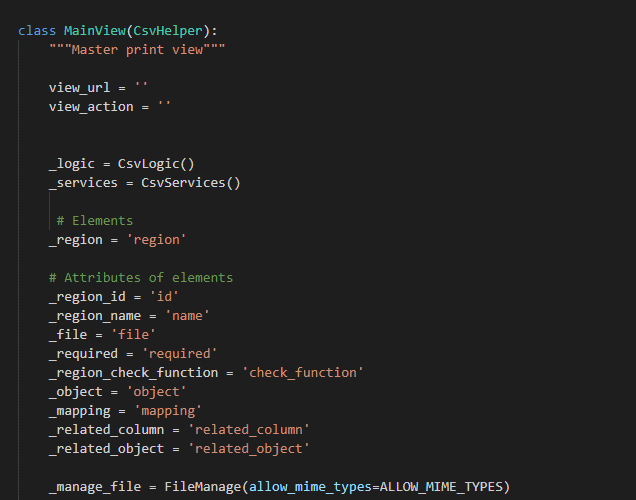 class MainView(CsvHelper):
    """Master print view"""
    view_url = ''
    view_action = ''
    _logic = CsvLogic()
    _services = CsvServices()
     # Elements
    _region = 'region'
    # Attributes of elements
    _region_id = 'id'
    _region_name = 'name'
    _file = 'file'
    _required = 'required'
    _region_check_function = 'check_function'
    _object = 'object'
    _mapping = 'mapping'
    _related_column = 'related_column'
    _related_object = 'related_object'
    _manage_file = FileManage(allow_mime_types=ALLOW_MIME_TYPES)